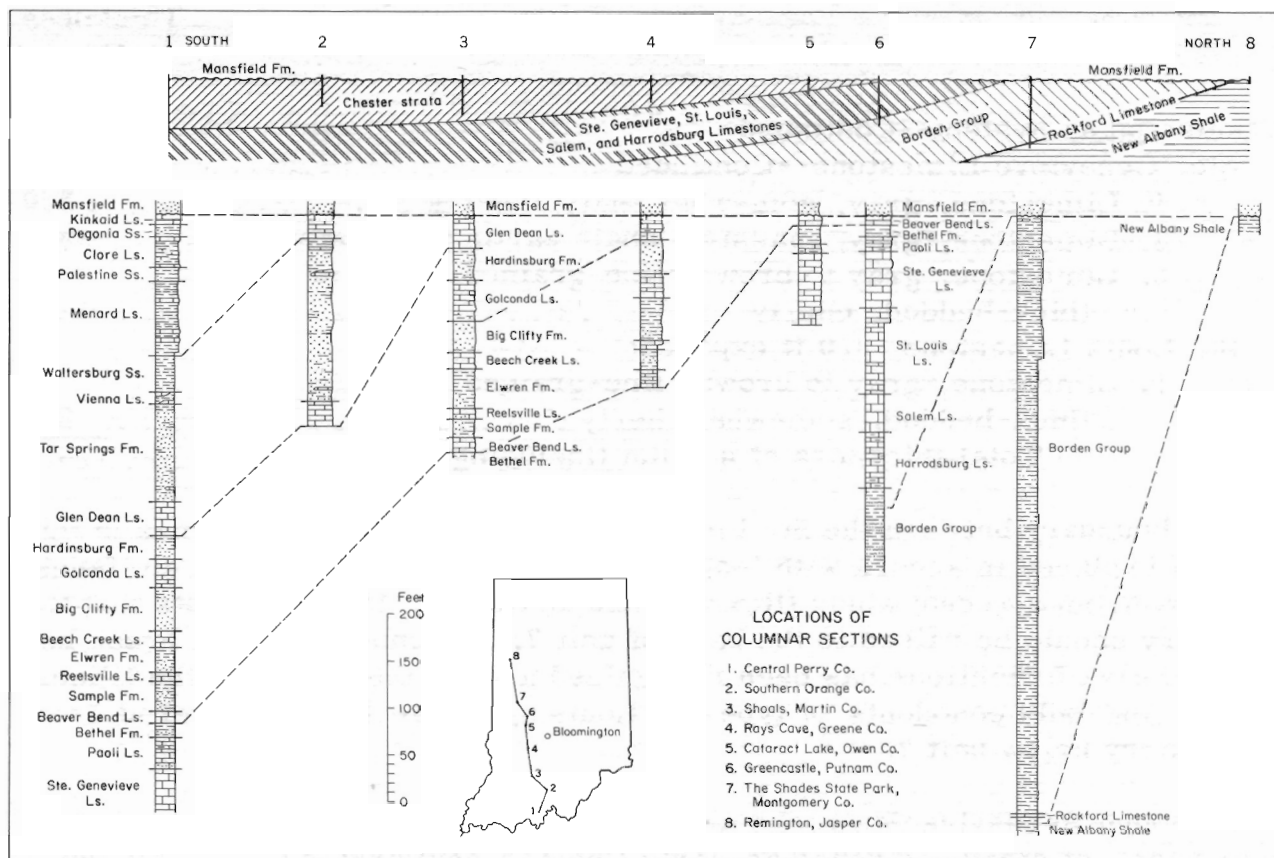 1 SOUTH 2 3 4 5 6 7 NORTH 8
Mansfield Fm.
Mansfield Fm.
Chester strata
Ste. Genevieve, St. Louis,
Salem, and Harrodsburg Limestones
Borden Group
Rockford Limestone
New Albany Shale
Mansfield Fm.
Kinkaid Ls.
Degonia Ss.
Clore Ls.
Palestine Ss.
Menard Ls.
Waltersburg Ss.
Vienna Ls.
Tar Springs Fm.
Glen Dean Ls.
Hardinsburg Fm.
Golconda Ls.
Big Clifty Fm.
Beech Creek Ls.
Elwren Fm.
Reelsville Ls.
Sample Fm.
Beaver Bend Ls.
Bethel Fm.
Paoli Ls.
Ste. Genevieve
Ls.
Mansfield Fm.
Glen Dean Ls.
Hardinsburg Fm.
Golconda Ls.
Big Clifty Fm.
Beech Creek Ls.
Elwren Fm.
Reelsville Ls.
Sample Fm.
Beaver Bend Ls.
Bethel Fm.
Mansfield Fm.
Beaver Bend Ls.
Bethel Fm.
Paoli Ls.
Ste. Genevieve
Ls.
St. Louis
Ls.
Salem Ls.
Harrodsburg Ls.
Borden Group
Borden Group
Rockford Limestone
New Albany Shale
New Albany Shale
Feet
200
150
100
50
0
8
7
6
5
4
3
2
1
Bloomington
LOCATIONS OF
COLUMNAR SECTIONS
1. Central Perry Co.
2. Southern Orange Co.
3. Shoals, Martin Co.
4. Rays Cave, Greene Co.
5. Cataract Lake, Owen Co.
6. Greencastle, Putnam Co.
7. The Shades State Park,
Montgomery Co.
8. Remington, Jasper Co.